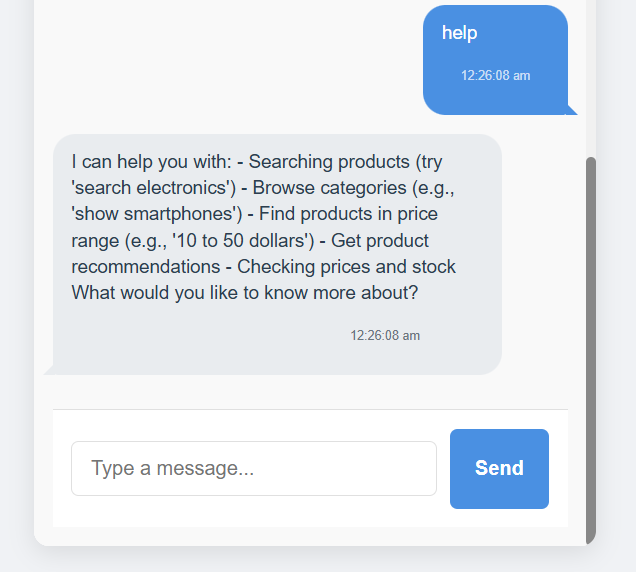 help
12:26:08 am
I can help you with: - Searching products (try
'search electronics') - Browse categories (e.g.,
'show smartphones') - Find products in price
range (e.g., '10 to 50 dollars') - Get product
recommendations - Checking prices and stock
What would you like to know more about?
12:26:08 am
Type a message...
Send